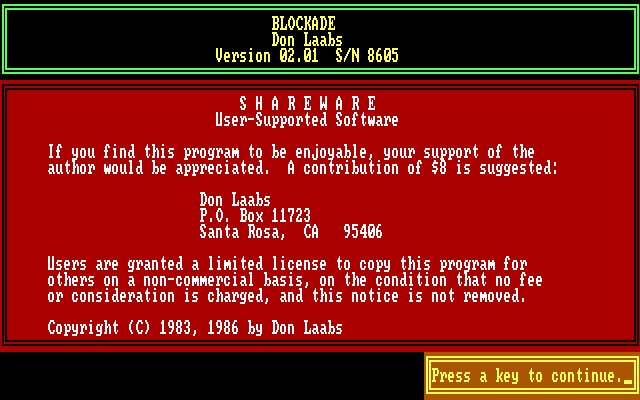 BLOCKADE
Don Laabs
Version 02.01  S/N 8605
S H A R E W A R E
User-Supported Software
If you find this program to be enjoyable, your support of the
author would be appreciated.  A contribution of $8 is suggested:
Don Laabs
P.O. Box 11723
Santa Rosa,  CA   95406
Users are granted a limited license to copy this program for
others on a non-commercial basis, on the condition that no fee
or consideration is charged, and this notice is not removed.
Copyright (C) 1983, 1986 by Don Laabs
Press a key to continue._